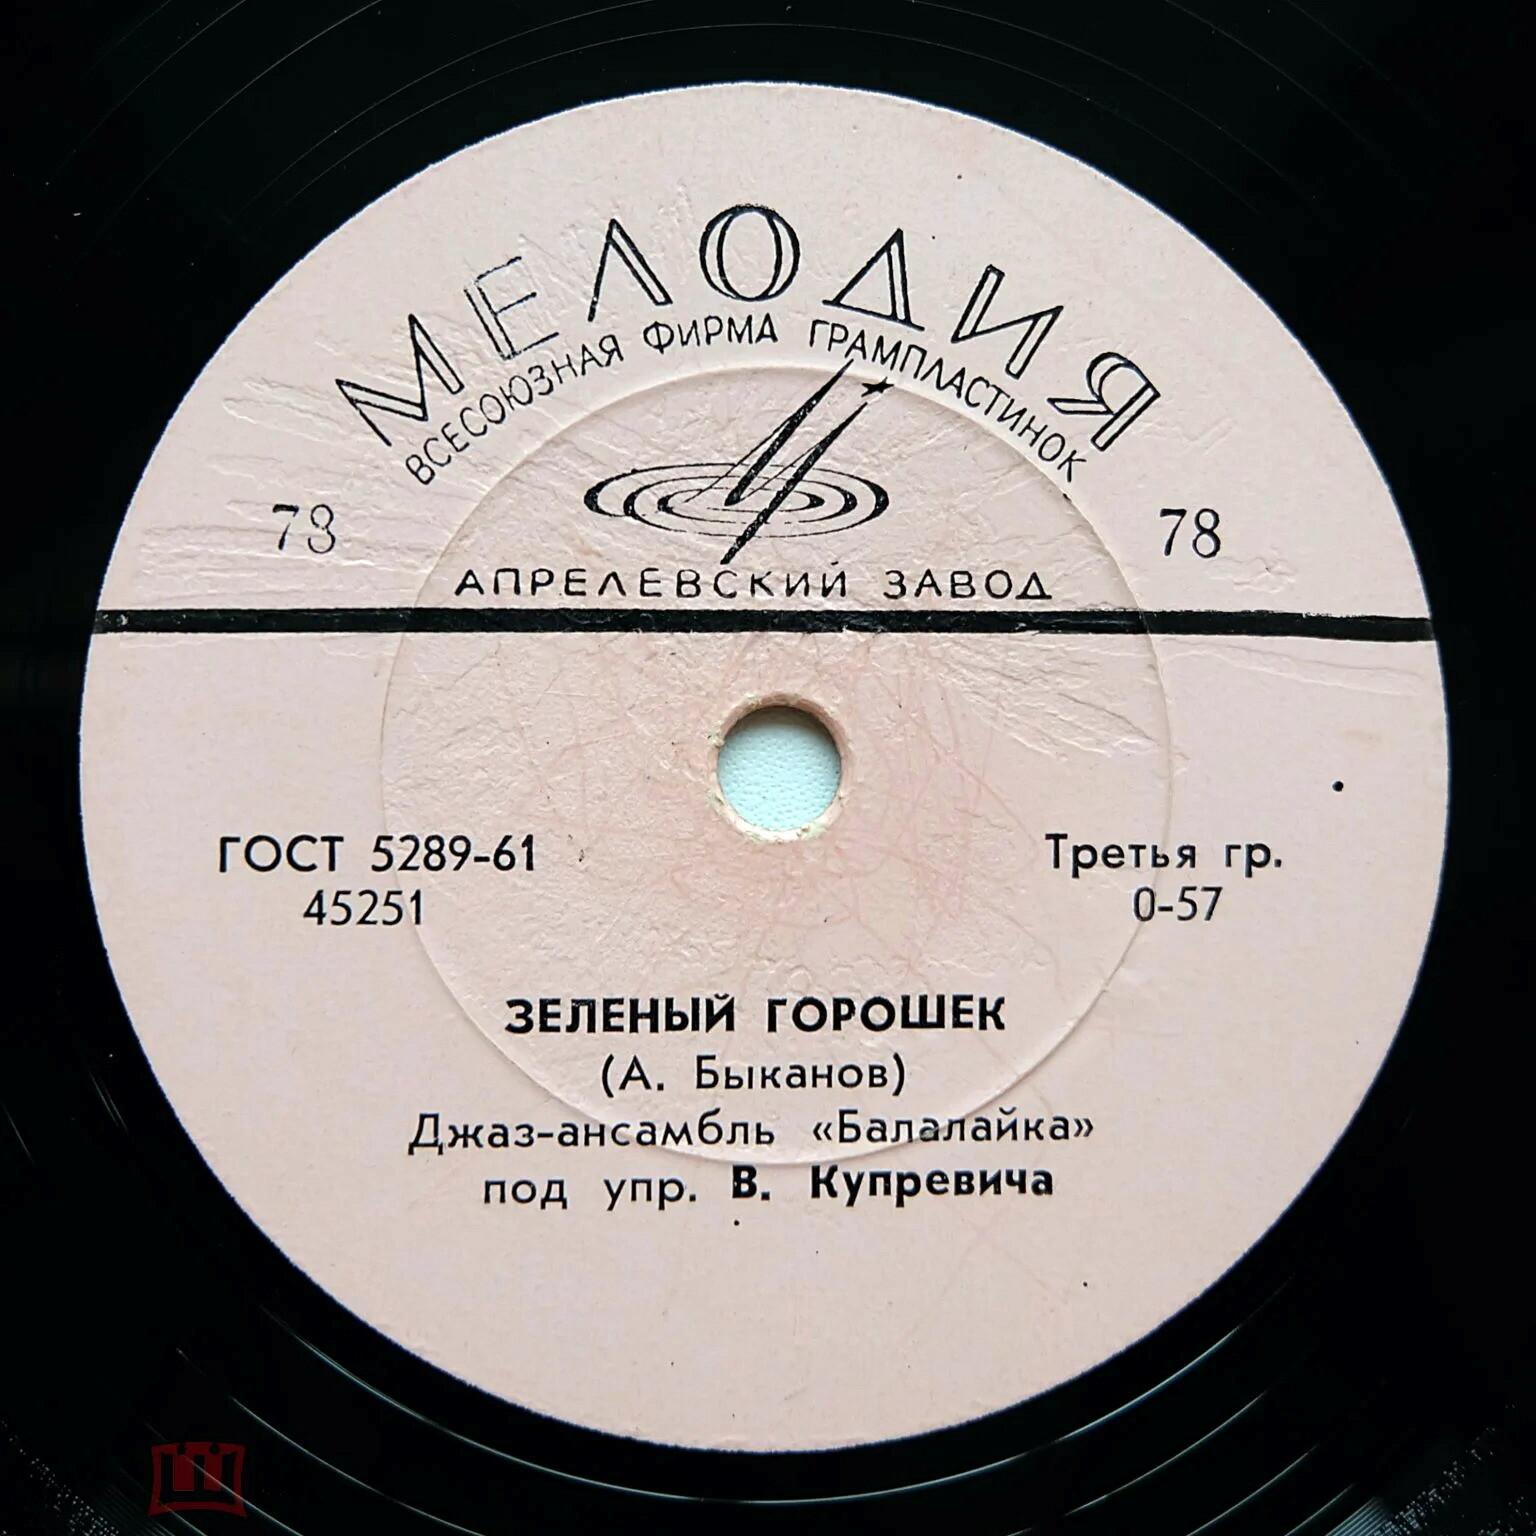 МЕЛОДИЯ
ВСЕСОЮЗНАЯ ФИРМА ГРАМПЛАСТИНОК
78 78
АПРЕЛЕВСКИЙ ЗАВОД
ГОСТ 5289-61 Третья гр.
45251 0-57
ЗЕЛЕНЫЙ ГОРОШЕК
(А. Быканов)
Джаз-ансамбль «Балалайка»
под упр. В. Купревича